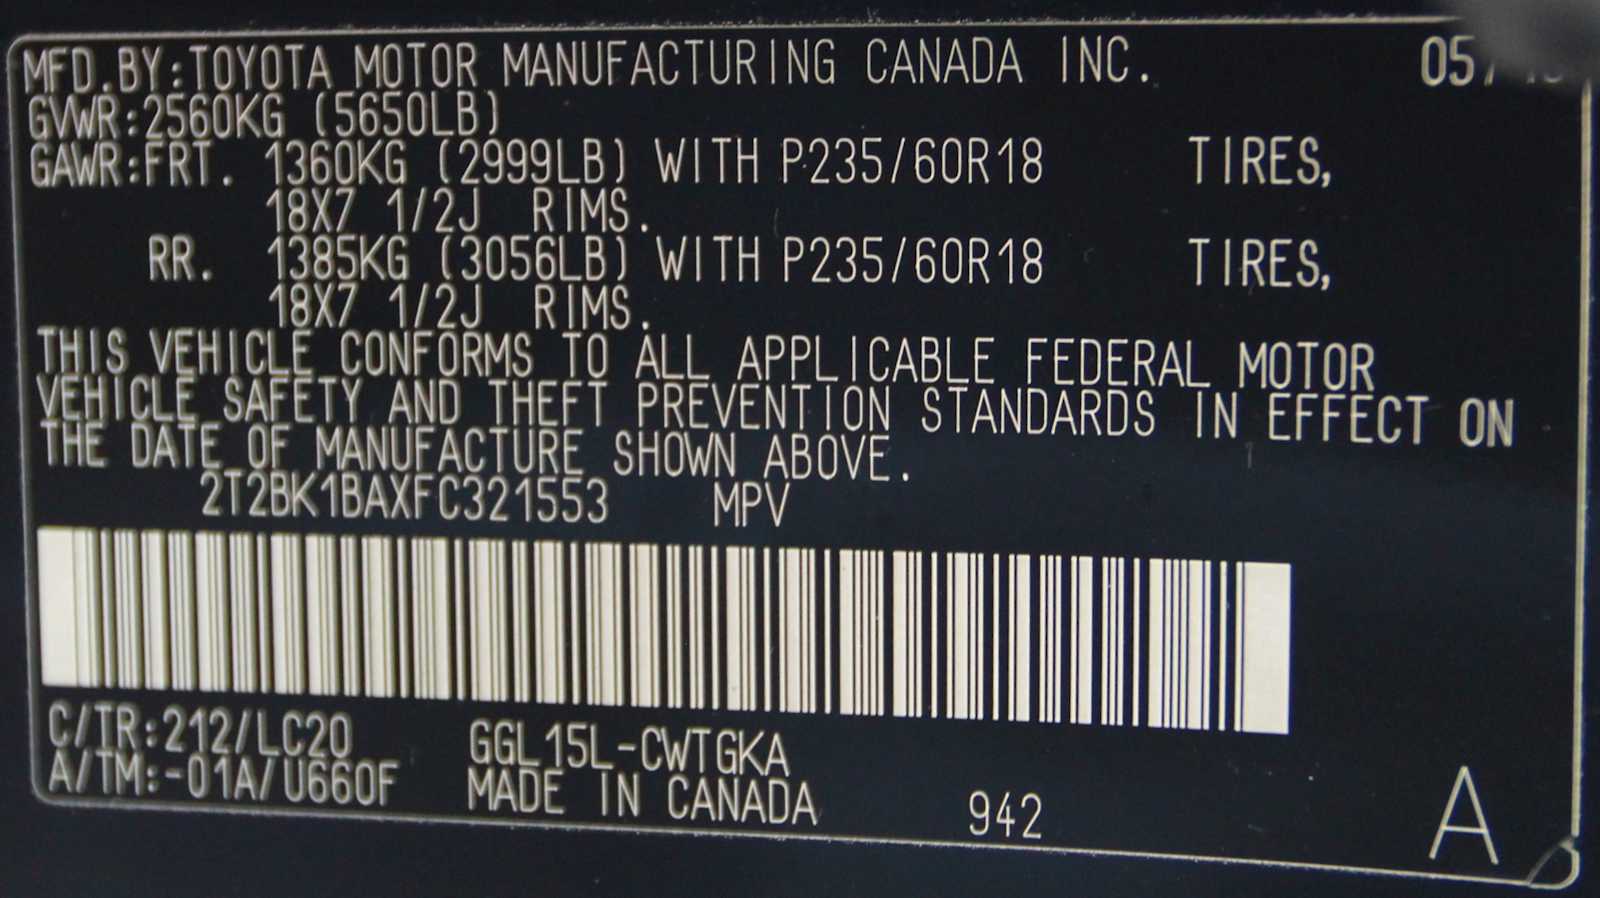 MFD.BY:TOYOTA MOTOR MANUFACTURING CANADA INC. 05/
GVWR:2560KG (5650LB)
GAWR:FRT. 1360KG (2999LB) WITH P235/60R18 TIRES,
18X7 1/2J RIMS.
RR. 1385KG (3056LB) WITH P235/60R18 TIRES,
18X7 1/2J RIMS.
THIS VEHICLE CONFORMS TO ALL APPLICABLE FEDERAL MOTOR
VEHICLE SAFETY AND THEFT PREVENTION STANDARDS IN EFFECT ON
THE DATE OF MANUFACTURE SHOWN ABOVE.
2T2BK1BAXFC321553 MPV
C/TR:212/LC20 GGL15L-CWTGKA
A/TM:-01A/U660F MADE IN CANADA 942 A